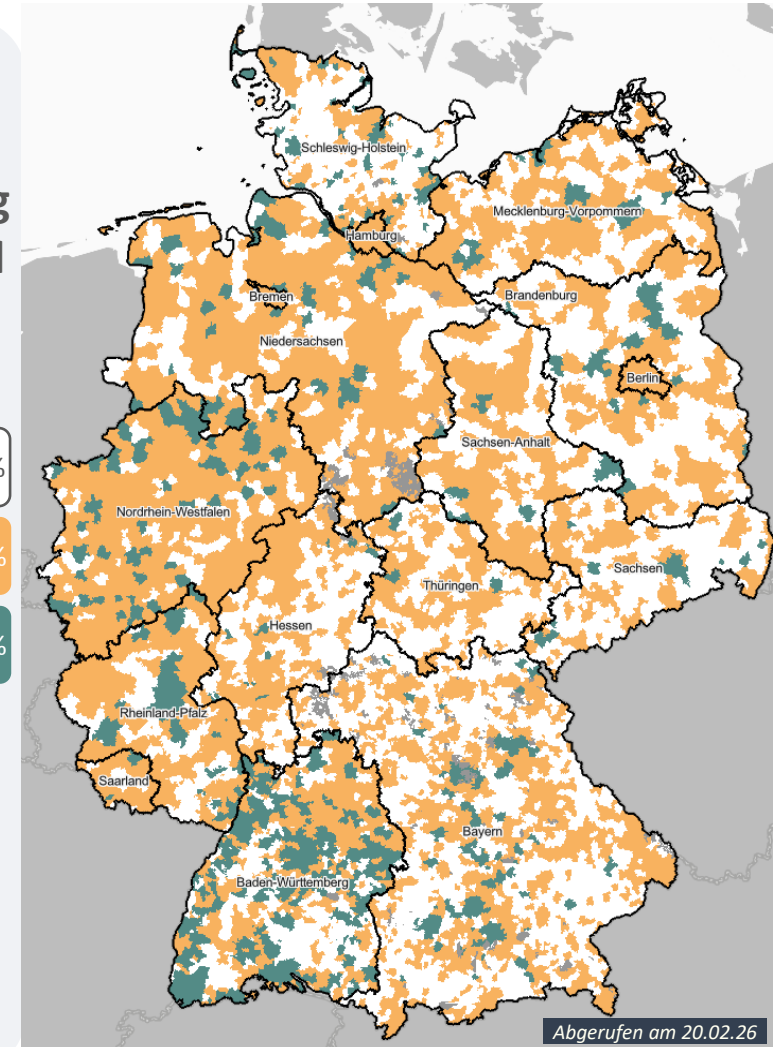 g
Schleswig-Holstein
Mecklenburg-Vorpommern
Hamburg
Bremen
Brandenburg
Niedersachsen
Berlin
Sachsen-Anhalt
%
Nordrhein-Westfalen
%
Sachsen
Thüringen
Hessen
%
Rheinland-Pfalz
Saarland
Bayern
Baden-Württemberg
Abgerufen am 20.02.26